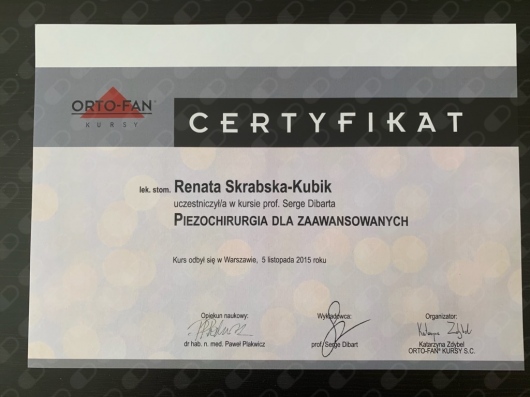 ORTO-FAN™
KURSY
CERTYFIKAT
lek. stom. Renata Skrabska-Kubik
uczestniczył/a w kursie prof. Serge Dibarta
PIEZOCHIRURGIA DLA ZAAWANSOWANYCH
Kurs odbył się w Warszawie, 5 listopada 2015 roku
Opiekun naukowy:
dr hab. n. med. Paweł Plakwicz
Wykładowca:
prof. Serge Dibart
Organizator:
Katarzyna Zdybel
ORTO-FAN® KURSY S.C.